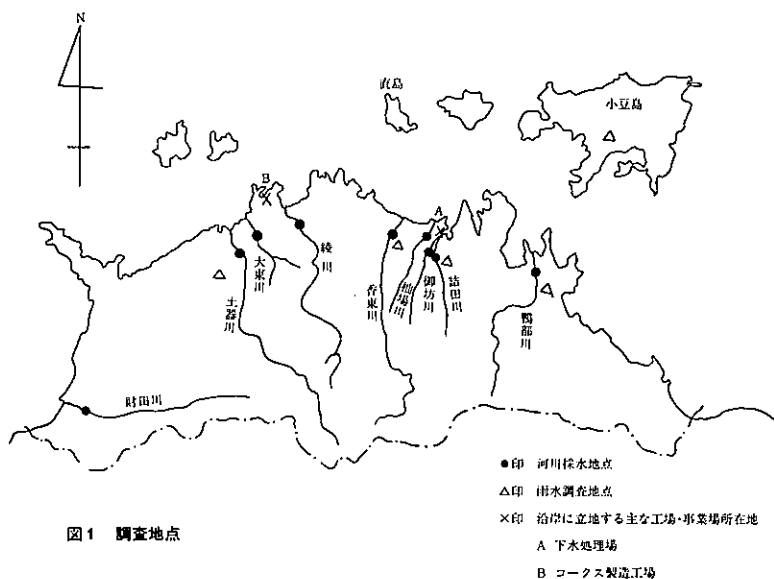 N
直島
小豆島
B
A
綾川
大東川
土器川
香東川
御坊川
詰田川
鴨部川
財田川
●印 河川採水地点
△印 雨水調査地点
×印 沿岸に立地する主な工場・事業場所在地
A 下水処理場
B コークス製造工場
図1 調査地点